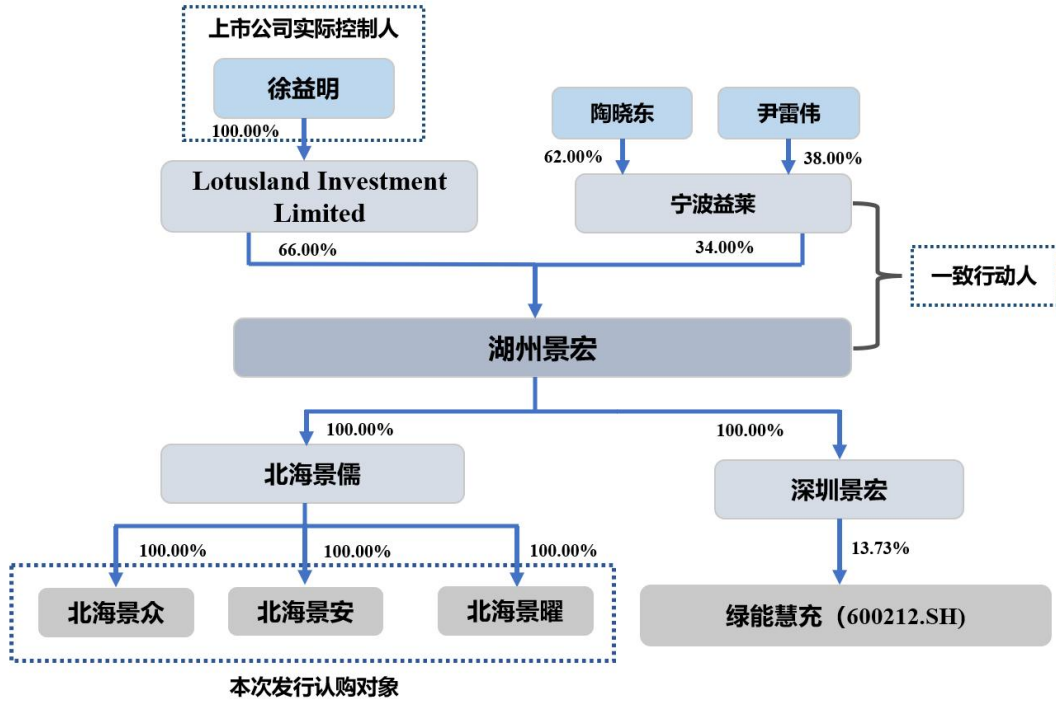 上市公司实际控制人
徐益明
陶晓东
尹雷伟
100.00%
62.00%
38.00%
Lotusland Investment
Limited
宁波益莱
66.00%
34.00%
一致行动人
湖州景宏
100.00%
100.00%
北海景儒
深圳景宏
100.00%
100.00%
100.00%
13.73%
北海景众
北海景安
北海景曜
绿能慧充（600212.SH)
本次发行认购对象